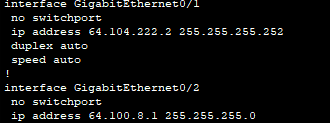 interface GigabitEthernet0/1
 no switchport
 ip address 64.104.222.2 255.255.255.252
 duplex auto
 speed auto
!
interface GigabitEthernet0/2
 no switchport
 ip address 64.100.8.1 255.255.255.0